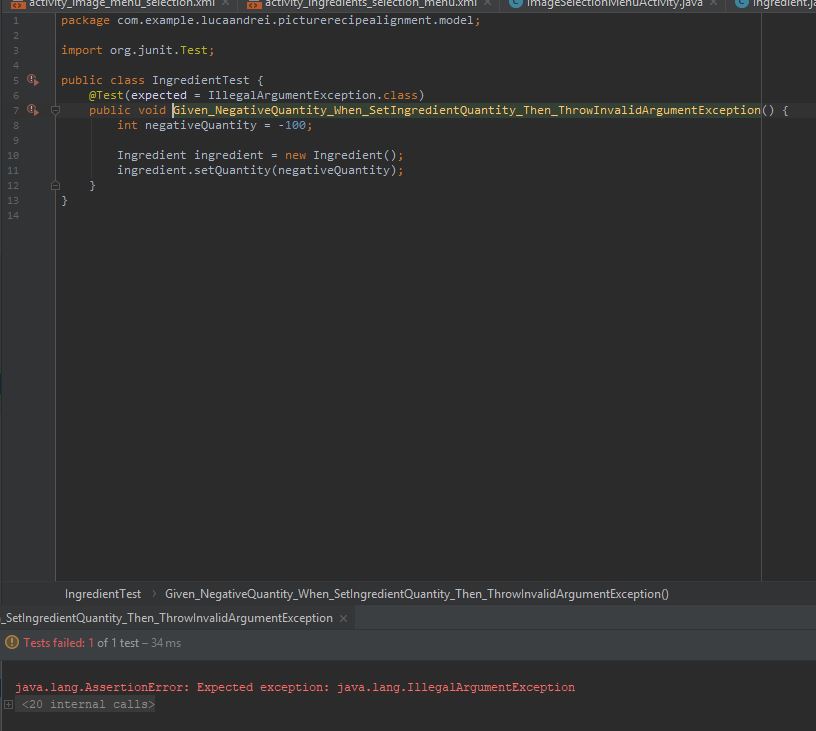 activity_image_menu_selection.xml × activity_ingredients_selection_menu.xml × C ImageSelectionMenuActivity.java × C Ingredient.ja
1 package com.example.lucaandrei.picturerecipealignment.model;
2
3 import org.junit.Test;
4
5 public class IngredientTest {
6 @Test(expected = IllegalArgumentException.class)
7 public void Given_NegativeQuantity_When_SetIngredientQuantity_Then_ThrowInvalidArgumentException() {
8 int negativeQuantity = -100;
9
10 Ingredient ingredient = new Ingredient();
11 ingredient.setQuantity(negativeQuantity);
12 }
13 }
14
IngredientTest › Given_NegativeQuantity_When_SetIngredientQuantity_Then_ThrowInvalidArgumentException()
_SetIngredientQuantity_Then_ThrowInvalidArgumentException ×
Tests failed: 1 of 1 test – 34 ms
java.lang.AssertionError: Expected exception: java.lang.IllegalArgumentException
<20 internal calls>